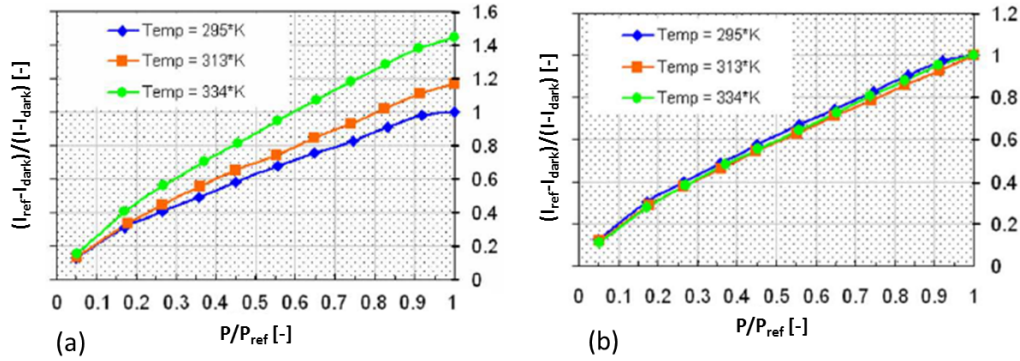 1.6
1.4
1.2
1
0.8
0.6
0.4
0.2
0
0 0.1 0.2 0.3 0.4 0.5 0.6 0.7 0.8 0.9 1
Temp = 295*K
Temp = 313*K
Temp = 334*K
(Iref-Idark)/(I-Idark) [-]
P/Pref [-]
(a)
1.2
1
0.8
0.6
0.4
0.2
0
0 0.1 0.2 0.3 0.4 0.5 0.6 0.7 0.8 0.9 1
Temp = 295*K
Temp = 313*K
Temp = 334*K
(Iref-Idark)/(I-Idark) [-]
P/Pref [-]
(b)